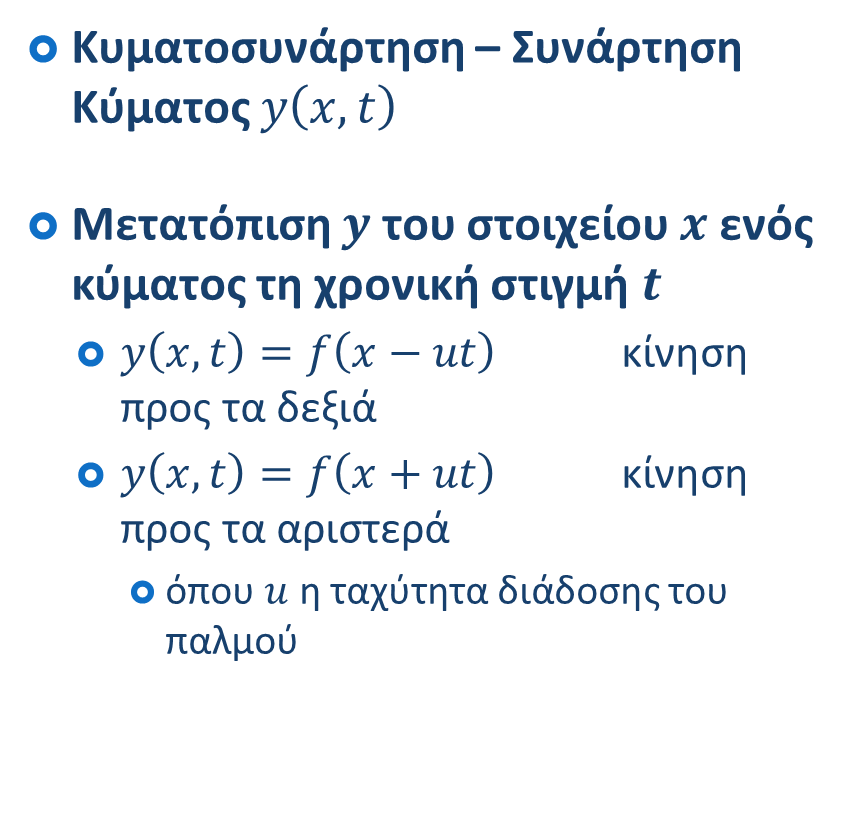 Κυματοσυνάρτηση – Συνάρτηση
Κύματος y(x, t)
Μετατόπιση y του στοιχείου x ενός
κύματος τη χρονική στιγμή t
y(x, t) = f(x − ut) κίνηση
προς τα δεξιά
y(x, t) = f(x + ut) κίνηση
προς τα αριστερά
όπου u η ταχύτητα διάδοσης του
παλμού